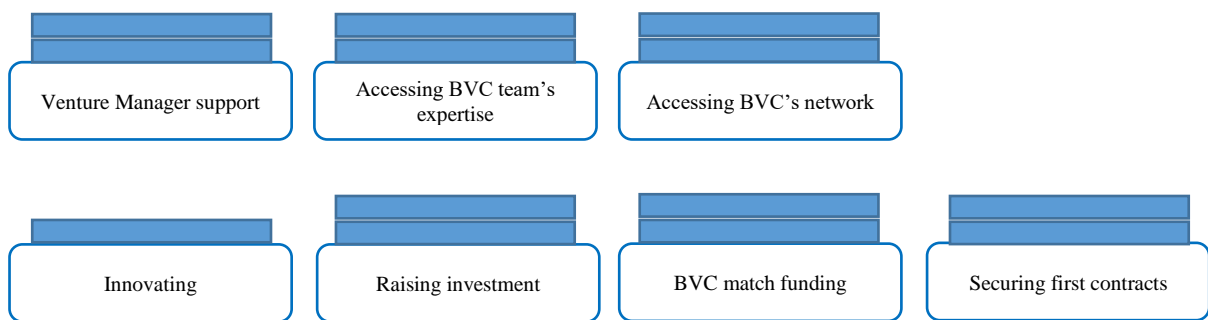 Venture Manager support
Accessing BVC team’s
expertise
Accessing BVC’s network
Innovating
Raising investment
BVC match funding
Securing first contracts